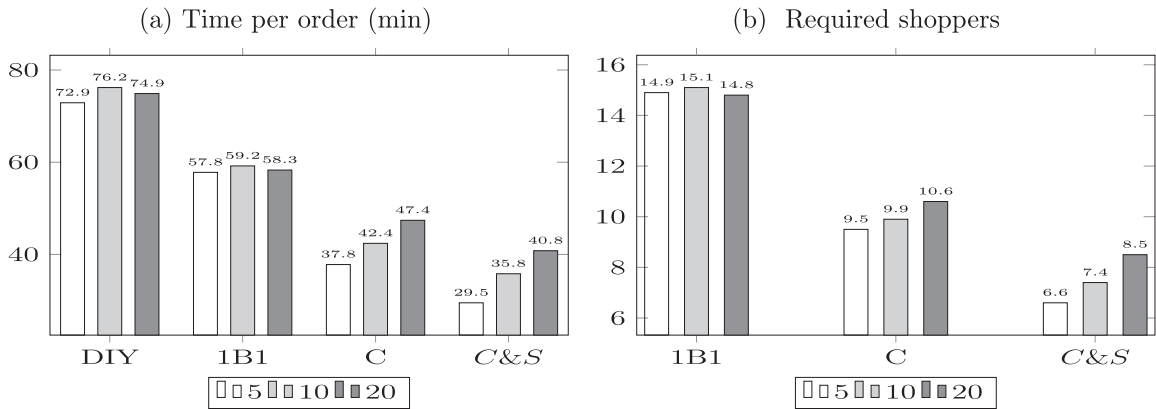 (a) Time per order (min)
80
60
40
72.9 76.2 74.9
57.8 59.2 58.3
37.8 42.4 47.4
29.5 35.8 40.8
DIY 1B1 C C&S
5 10 20
(b) Required shoppers
16
14
12
10
8
6
14.9 15.1 14.8
9.5 9.9 10.6
6.6 7.4 8.5
1B1 C C&S
5 10 20